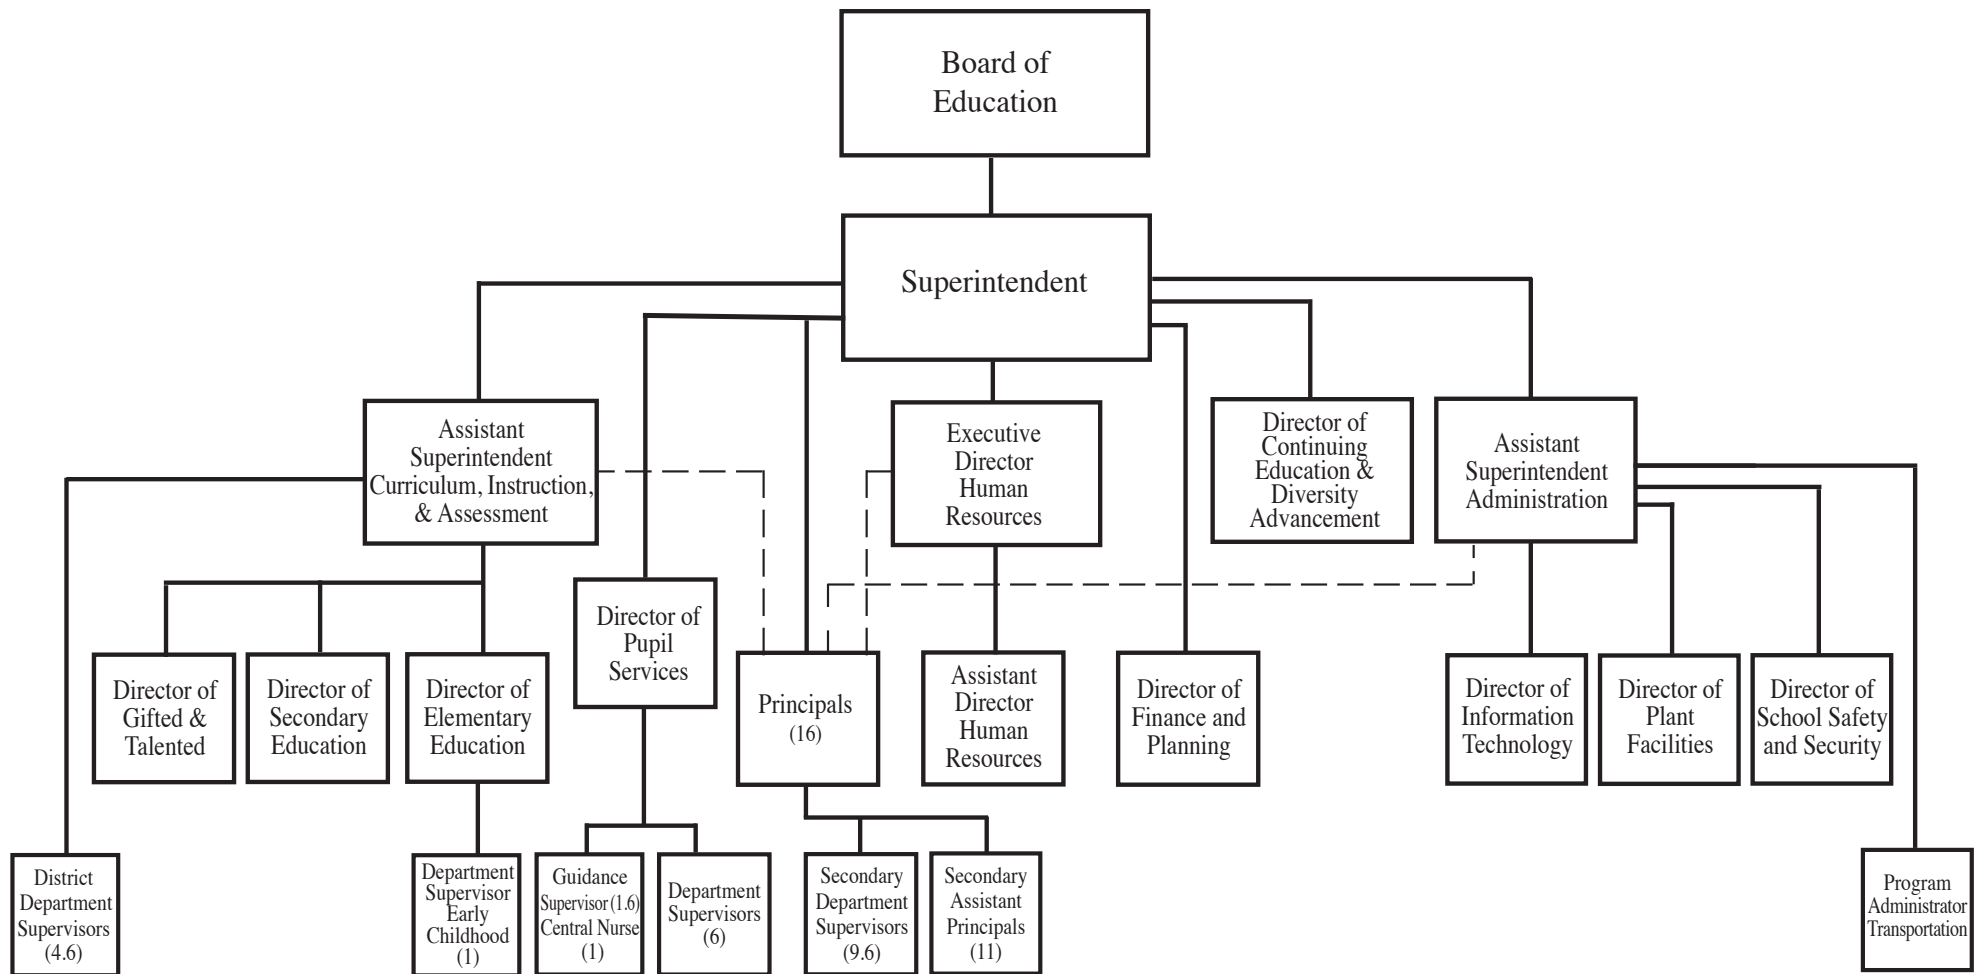 Board of
Education
Superintendent
Assistant
Superintendent
Curriculum, Instruction,
& Assessment
Executive
Director
Human
Resources
Director of
Continuing
Education &
Diversity
Advancement
Assistant
Superintendent
Administration
Director of
Gifted &
Talented
Director of
Secondary
Education
Director of
Elementary
Education
Director of
Pupil
Services
Principals
(16)
Assistant
Director
Human
Resources
Director of
Finance and
Planning
Director of
Information
Technology
Director of
Plant
Facilities
Director of
School Safety
and Security
District
Department
Supervisors
(4.6)
Department
Supervisor
Early
Childhood
(1)
Guidance
Supervisor (1.6)
Central Nurse
(1)
Department
Supervisors
(6)
Secondary
Department
Supervisors
(9.6)
Secondary
Assistant
Principals
(11)
Program
Administrator
Transportation